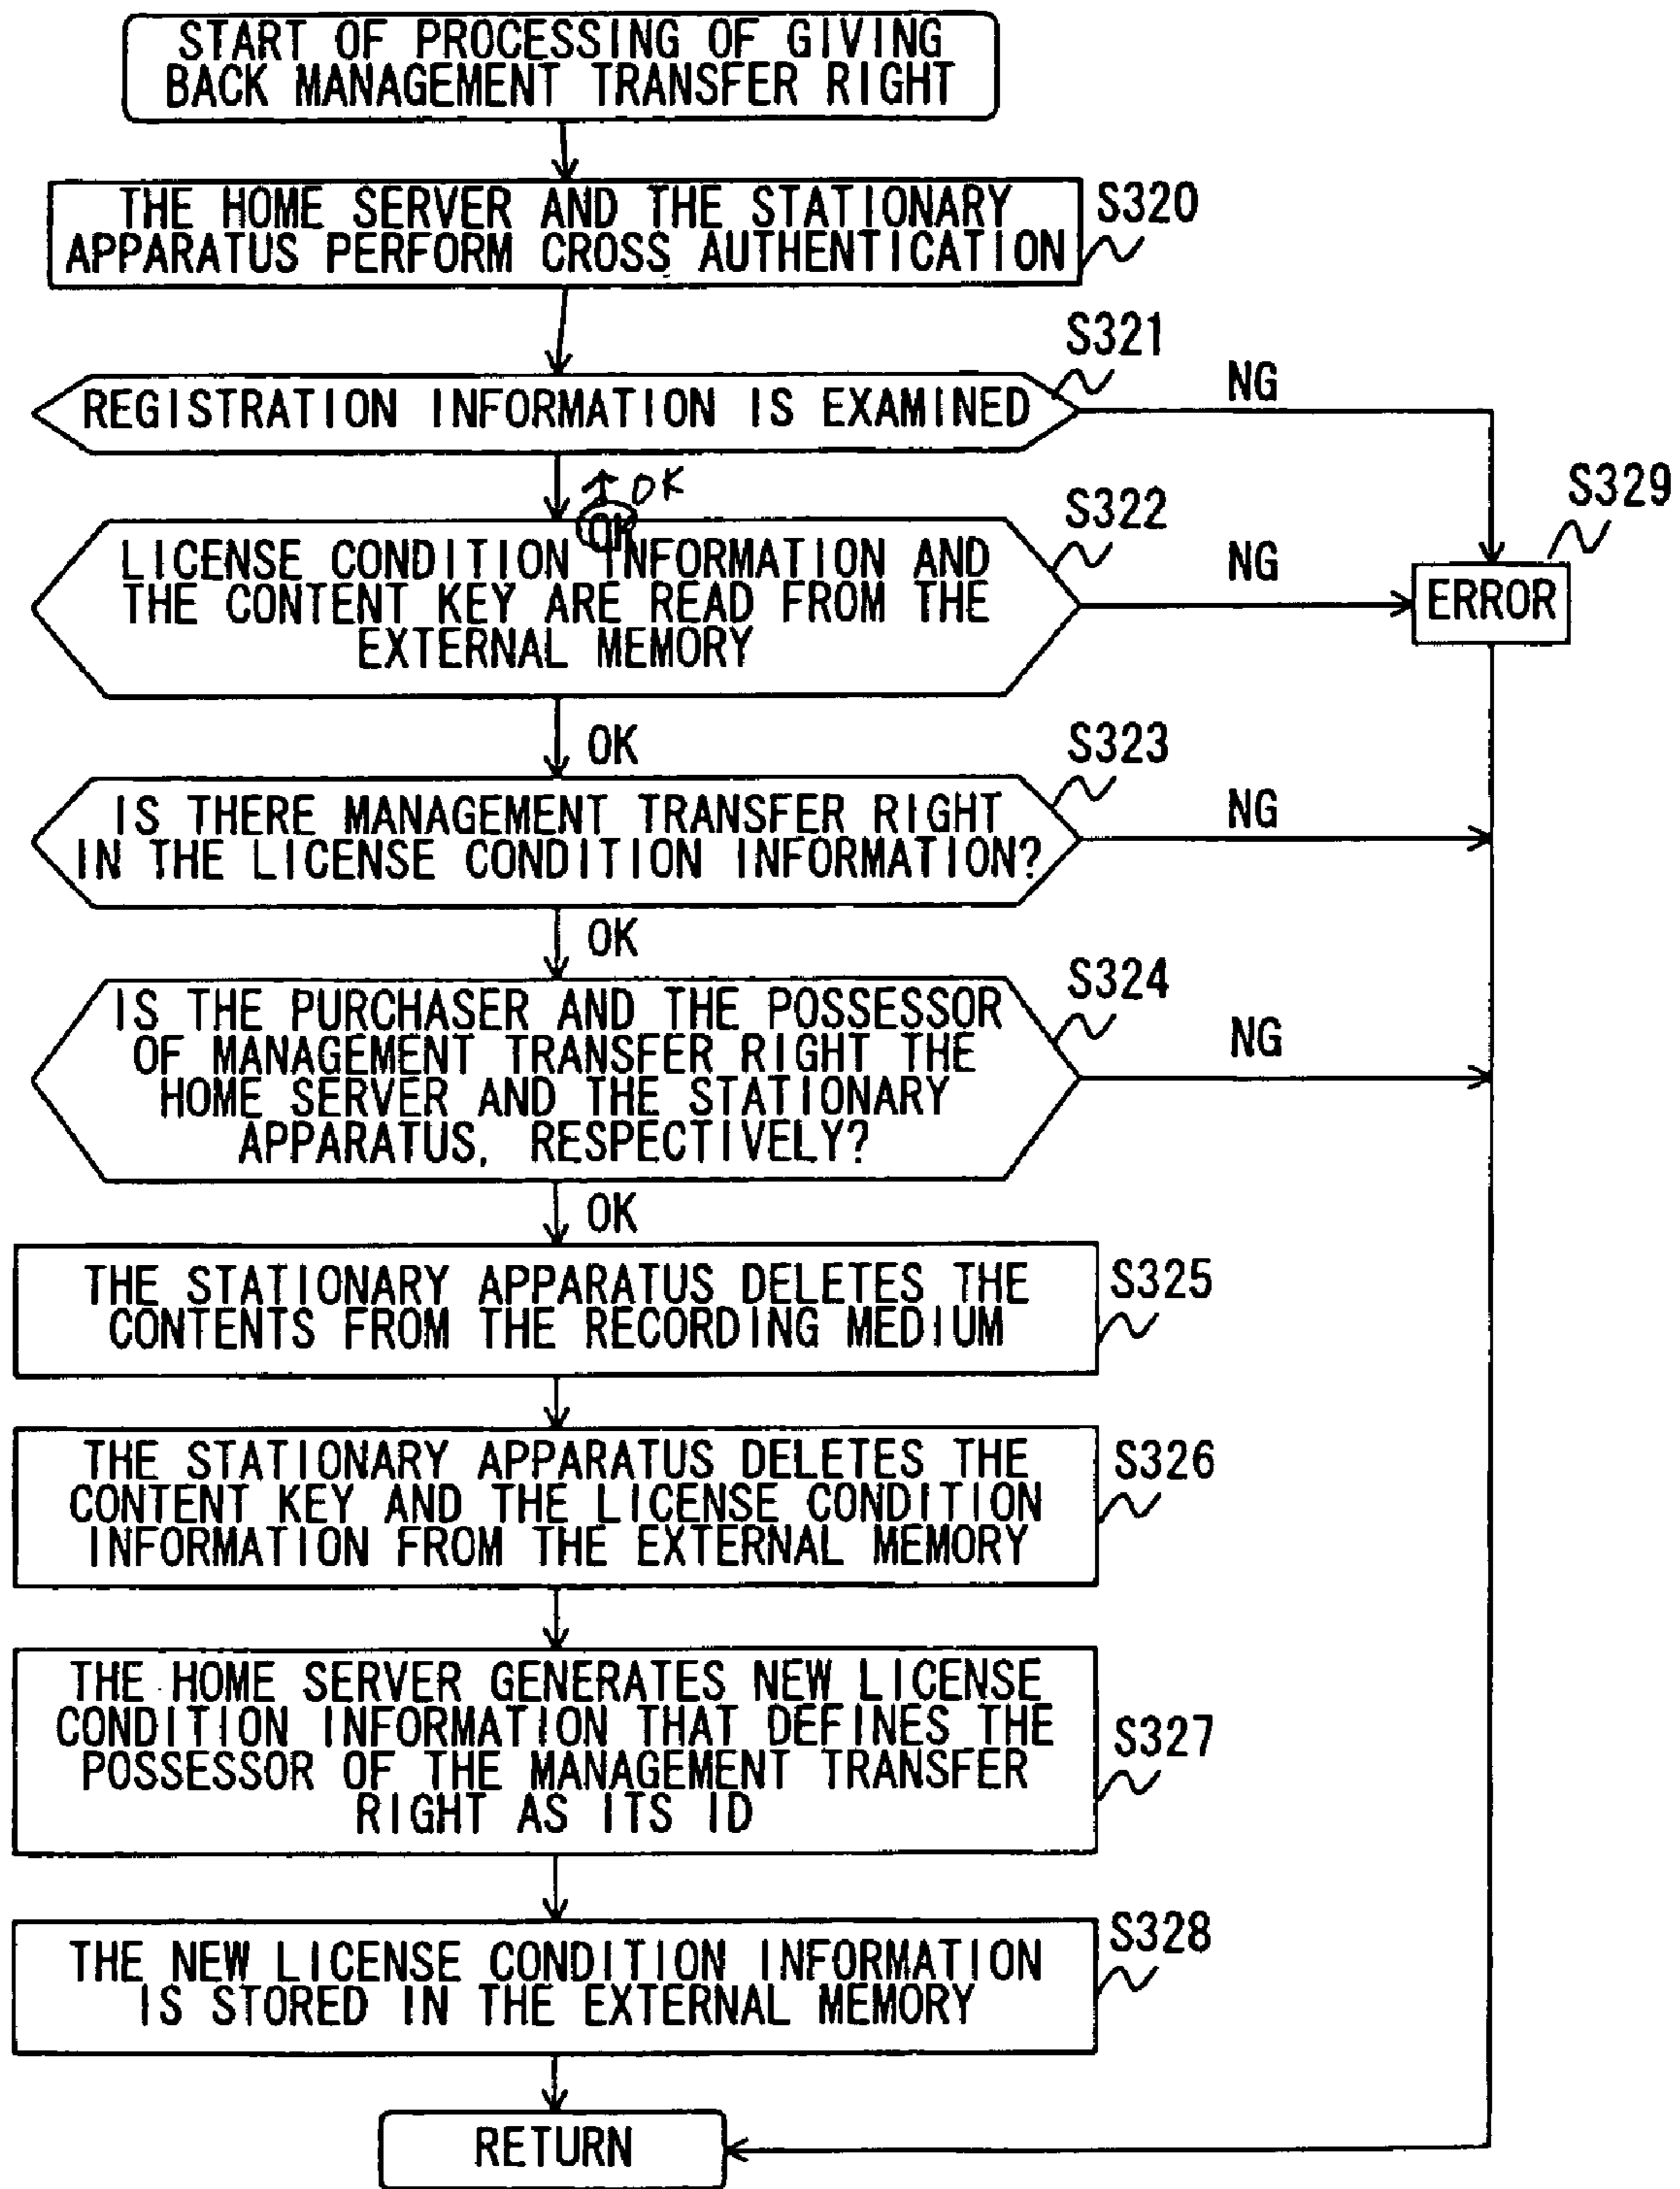 START OF PROCESSING OF GIVING
BACK MANAGEMENT TRANSFER RIGHT
THE HOME SERVER AND THE STATIONARY
APPARATUS PERFORM CROSS AUTHENTICATION
S320
REGISTRATION INFORMATION IS EXAMINED
S321
NG
OK
OK
LICENSE CONDITION INFORMATION AND
THE CONTENT KEY ARE READ FROM THE
EXTERNAL MEMORY
S322
NG
S329
ERROR
OK
IS THERE MANAGEMENT TRANSFER RIGHT
IN THE LICENSE CONDITION INFORMATION?
S323
NG
OK
IS THE PURCHASER AND THE POSSESSOR
OF MANAGEMENT TRANSFER RIGHT THE
HOME SERVER AND THE STATIONARY
APPARATUS, RESPECTIVELY?
S324
NG
OK
THE STATIONARY APPARATUS DELETES THE
CONTENTS FROM THE RECORDING MEDIUM
S325
THE STATIONARY APPARATUS DELETES THE
CONTENT KEY AND THE LICENSE CONDITION
INFORMATION FROM THE EXTERNAL MEMORY
S326
THE HOME SERVER GENERATES NEW LICENSE
CONDITION INFORMATION THAT DEFINES THE
POSSESSOR OF THE MANAGEMENT TRANSFER
RIGHT AS ITS ID
S327
THE NEW LICENSE CONDITION INFORMATION
IS STORED IN THE EXTERNAL MEMORY
S328
RETURN